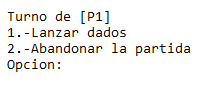 Turno de [P1]
1.-Lanzar dados
2.-Abandonar la partida
Opcion: